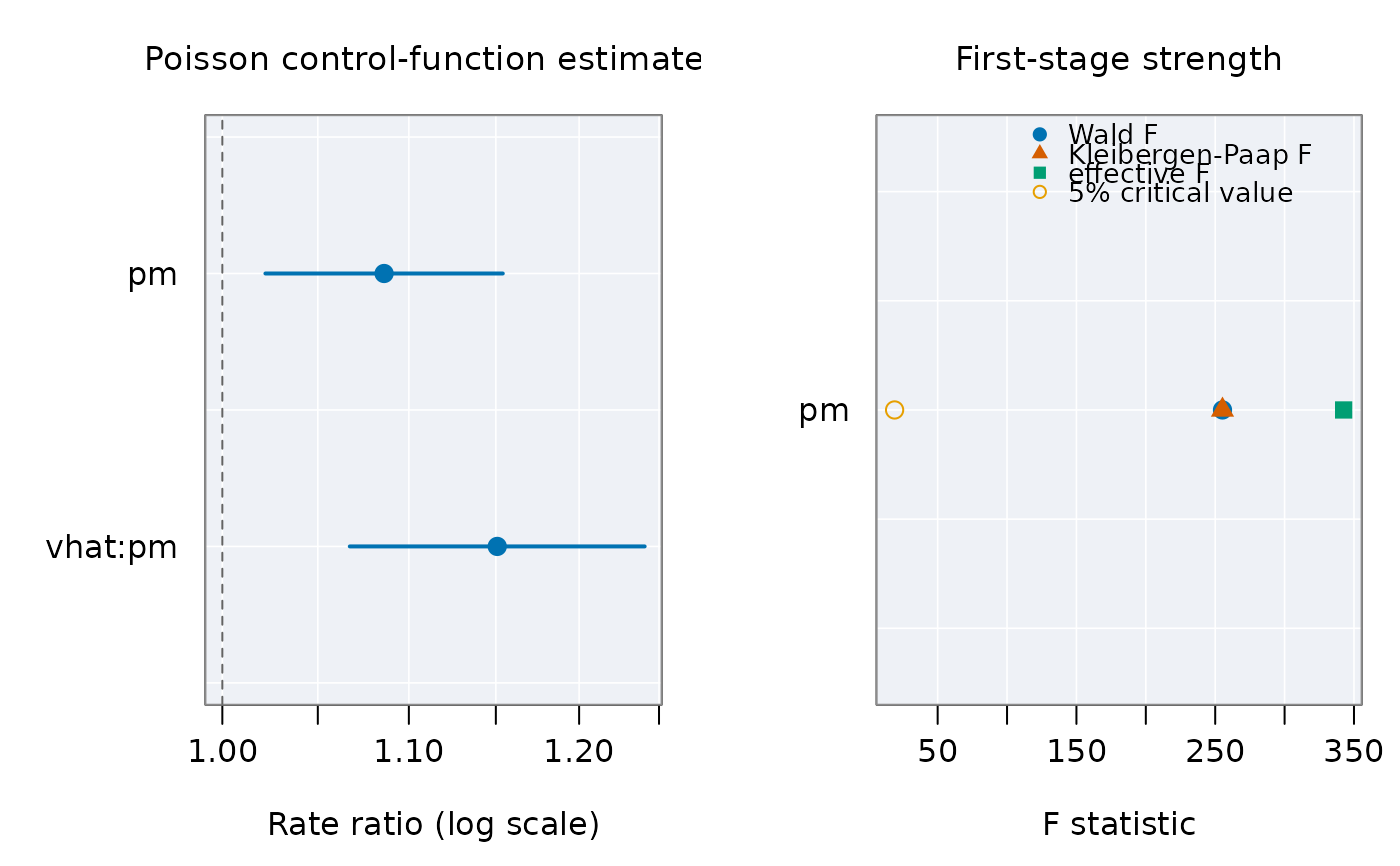 Poisson control-function estimate
pm
vhat:pm
1.00
1.10
1.20
Rate ratio (log scale)
First-stage strength
Wald F
Kleibergen-Paap F
effective F
5% critical value
pm
50
150
250
350
F statistic